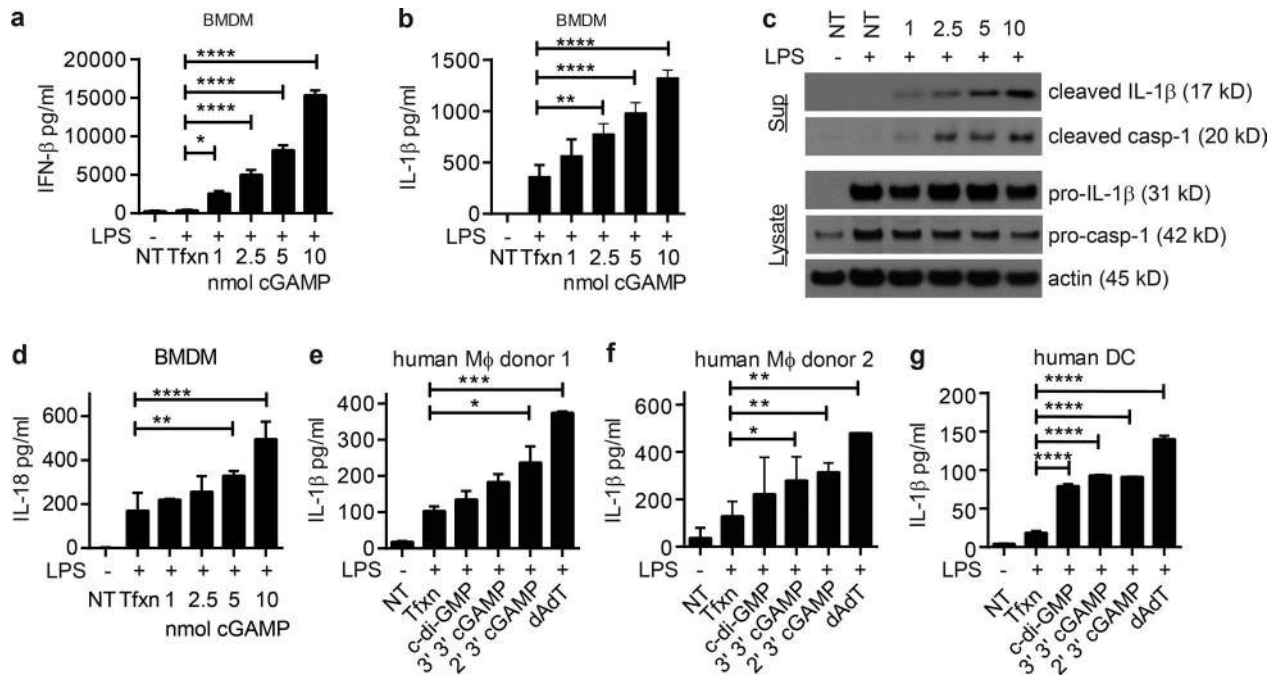 a
BMDM
IFN-β pg/ml
20000
15000
10000
5000
0
****
****
****
*
LPS - + + + + +
NT Tfxn 1 2.5 5 10
nmol cGAMP
b
BMDM
IL-1β pg/ml
1500
1000
500
0
****
****
**
LPS - + + + + +
NT Tfxn 1 2.5 5 10
nmol cGAMP
c
NT NT 1 2.5 5 10
LPS - + + + + +
Sup
cleaved IL-1β (17 kD)
cleaved casp-1 (20 kD)
Lysate
pro-IL-1β (31 kD)
pro-casp-1 (42 kD)
actin (45 kD)
d
BMDM
IL-18 pg/ml
600
400
200
0
****
**
LPS - + + + + +
NT Tfxn 1 2.5 5 10
nmol cGAMP
e
human Mϕ donor 1
IL-1β pg/ml
400
300
200
100
0
***
*
LPS - + + + + +
NT
Tfxn
c-di-GMP
3' 3' cGAMP
2' 3' cGAMP
dAdT
f
human Mϕ donor 2
IL-1β pg/ml
600
400
200
0
**
**
*
LPS - + + + + +
NT
Tfxn
c-di-GMP
3' 3' cGAMP
2' 3' cGAMP
dAdT
g
human DC
IL-1β pg/ml
200
150
100
50
0
****
****
****
****
LPS - + + + + +
NT
Tfxn
c-di-GMP
3' 3' cGAMP
2' 3' cGAMP
dAdT